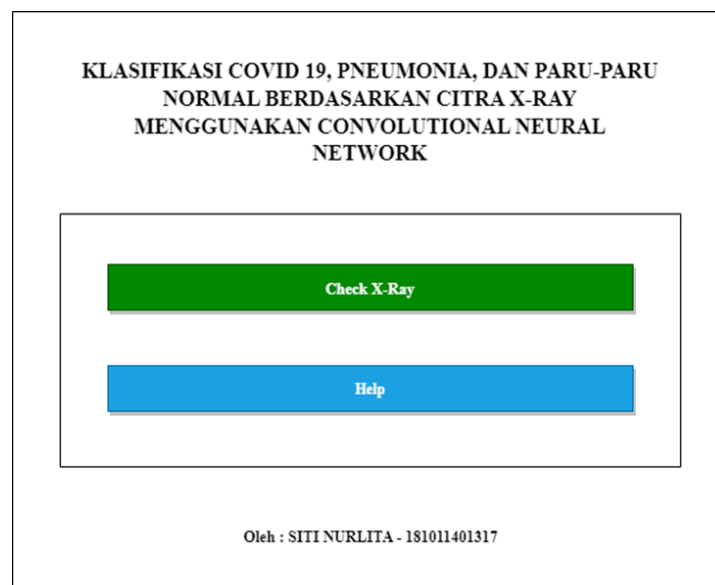 KLASIFIKASI COVID 19, PNEUMONIA, DAN PARU-PARU
NORMAL BERDASARKAN CITRA X-RAY
MENGGUNAKAN CONVOLUTIONAL NEURAL
NETWORK
Check X-Ray
Help
Oleh : SITI NURLITA - 181011401317